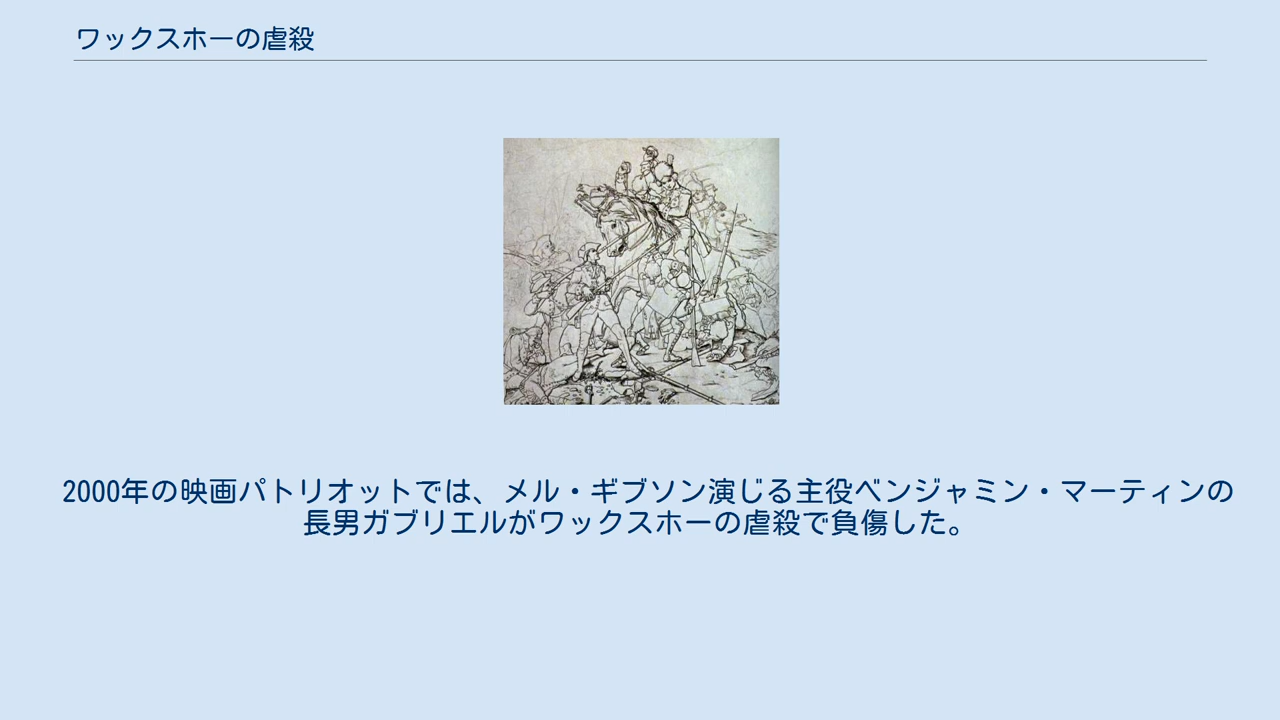 ワックスホーの虐殺
2000年の映画パトリオットでは、メル・ギブソン演じる主役ベンジャミン・マーティンの
長男ガブリエルがワックスホーの虐殺で負傷した。